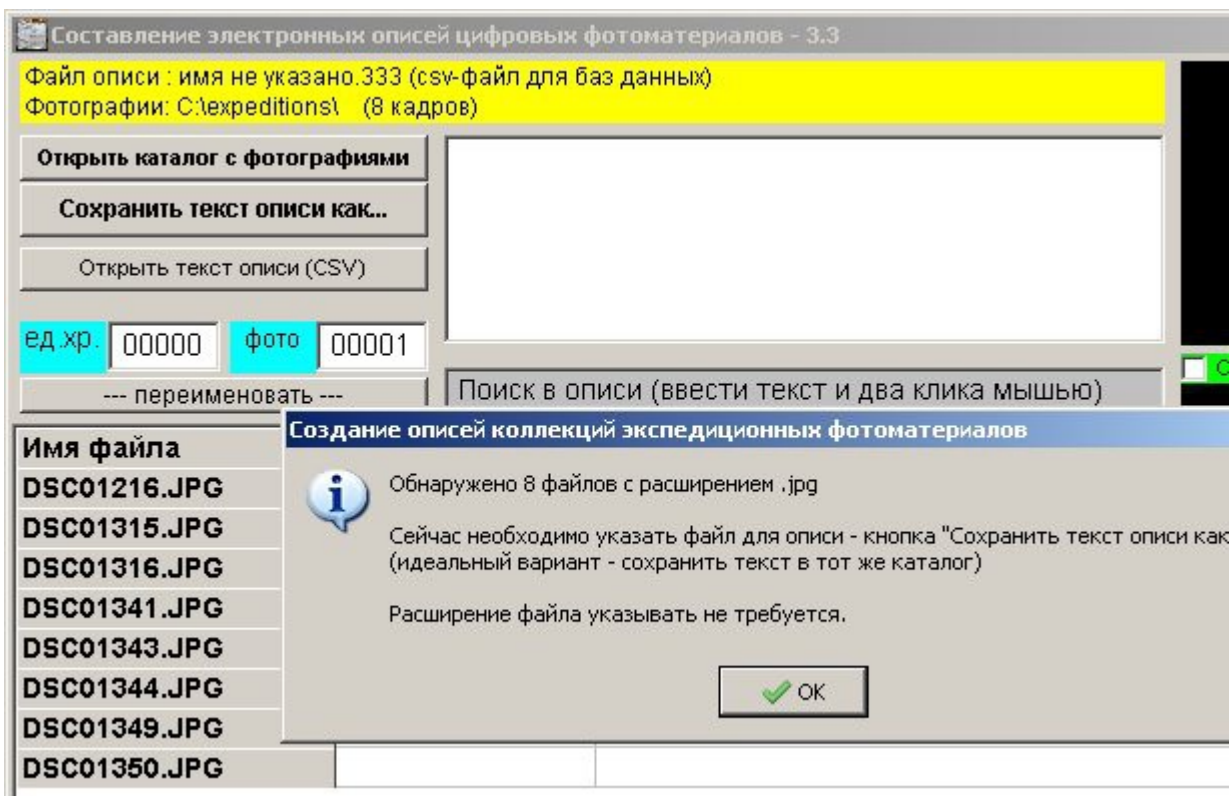 Составление электронных описей цифровых фотоматериалов - 3.3
Файл описи : имя не указано.333 (csv-файл для баз данных)
Фотографии: C:\expeditions\ (8 кадров)
Открыть каталог с фотографиями
Сохранить текст описи как...
Открыть текст описи (CSV)
ед.хр. 00000 фото 00001
--- переименовать ---
Поиск в описи (ввести текст и два клика мышью)
Имя файла
DSC01216.JPG
DSC01315.JPG
DSC01316.JPG
DSC01341.JPG
DSC01343.JPG
DSC01344.JPG
DSC01349.JPG
DSC01350.JPG
Создание описей коллекций экспедиционных фотоматериалов
Обнаружено 8 файлов с расширением .jpg
Сейчас необходимо указать файл для описи - кнопка "Сохранить текст описи как
(идеальный вариант - сохранить текст в тот же каталог)
Расширение файла указывать не требуется.
OK